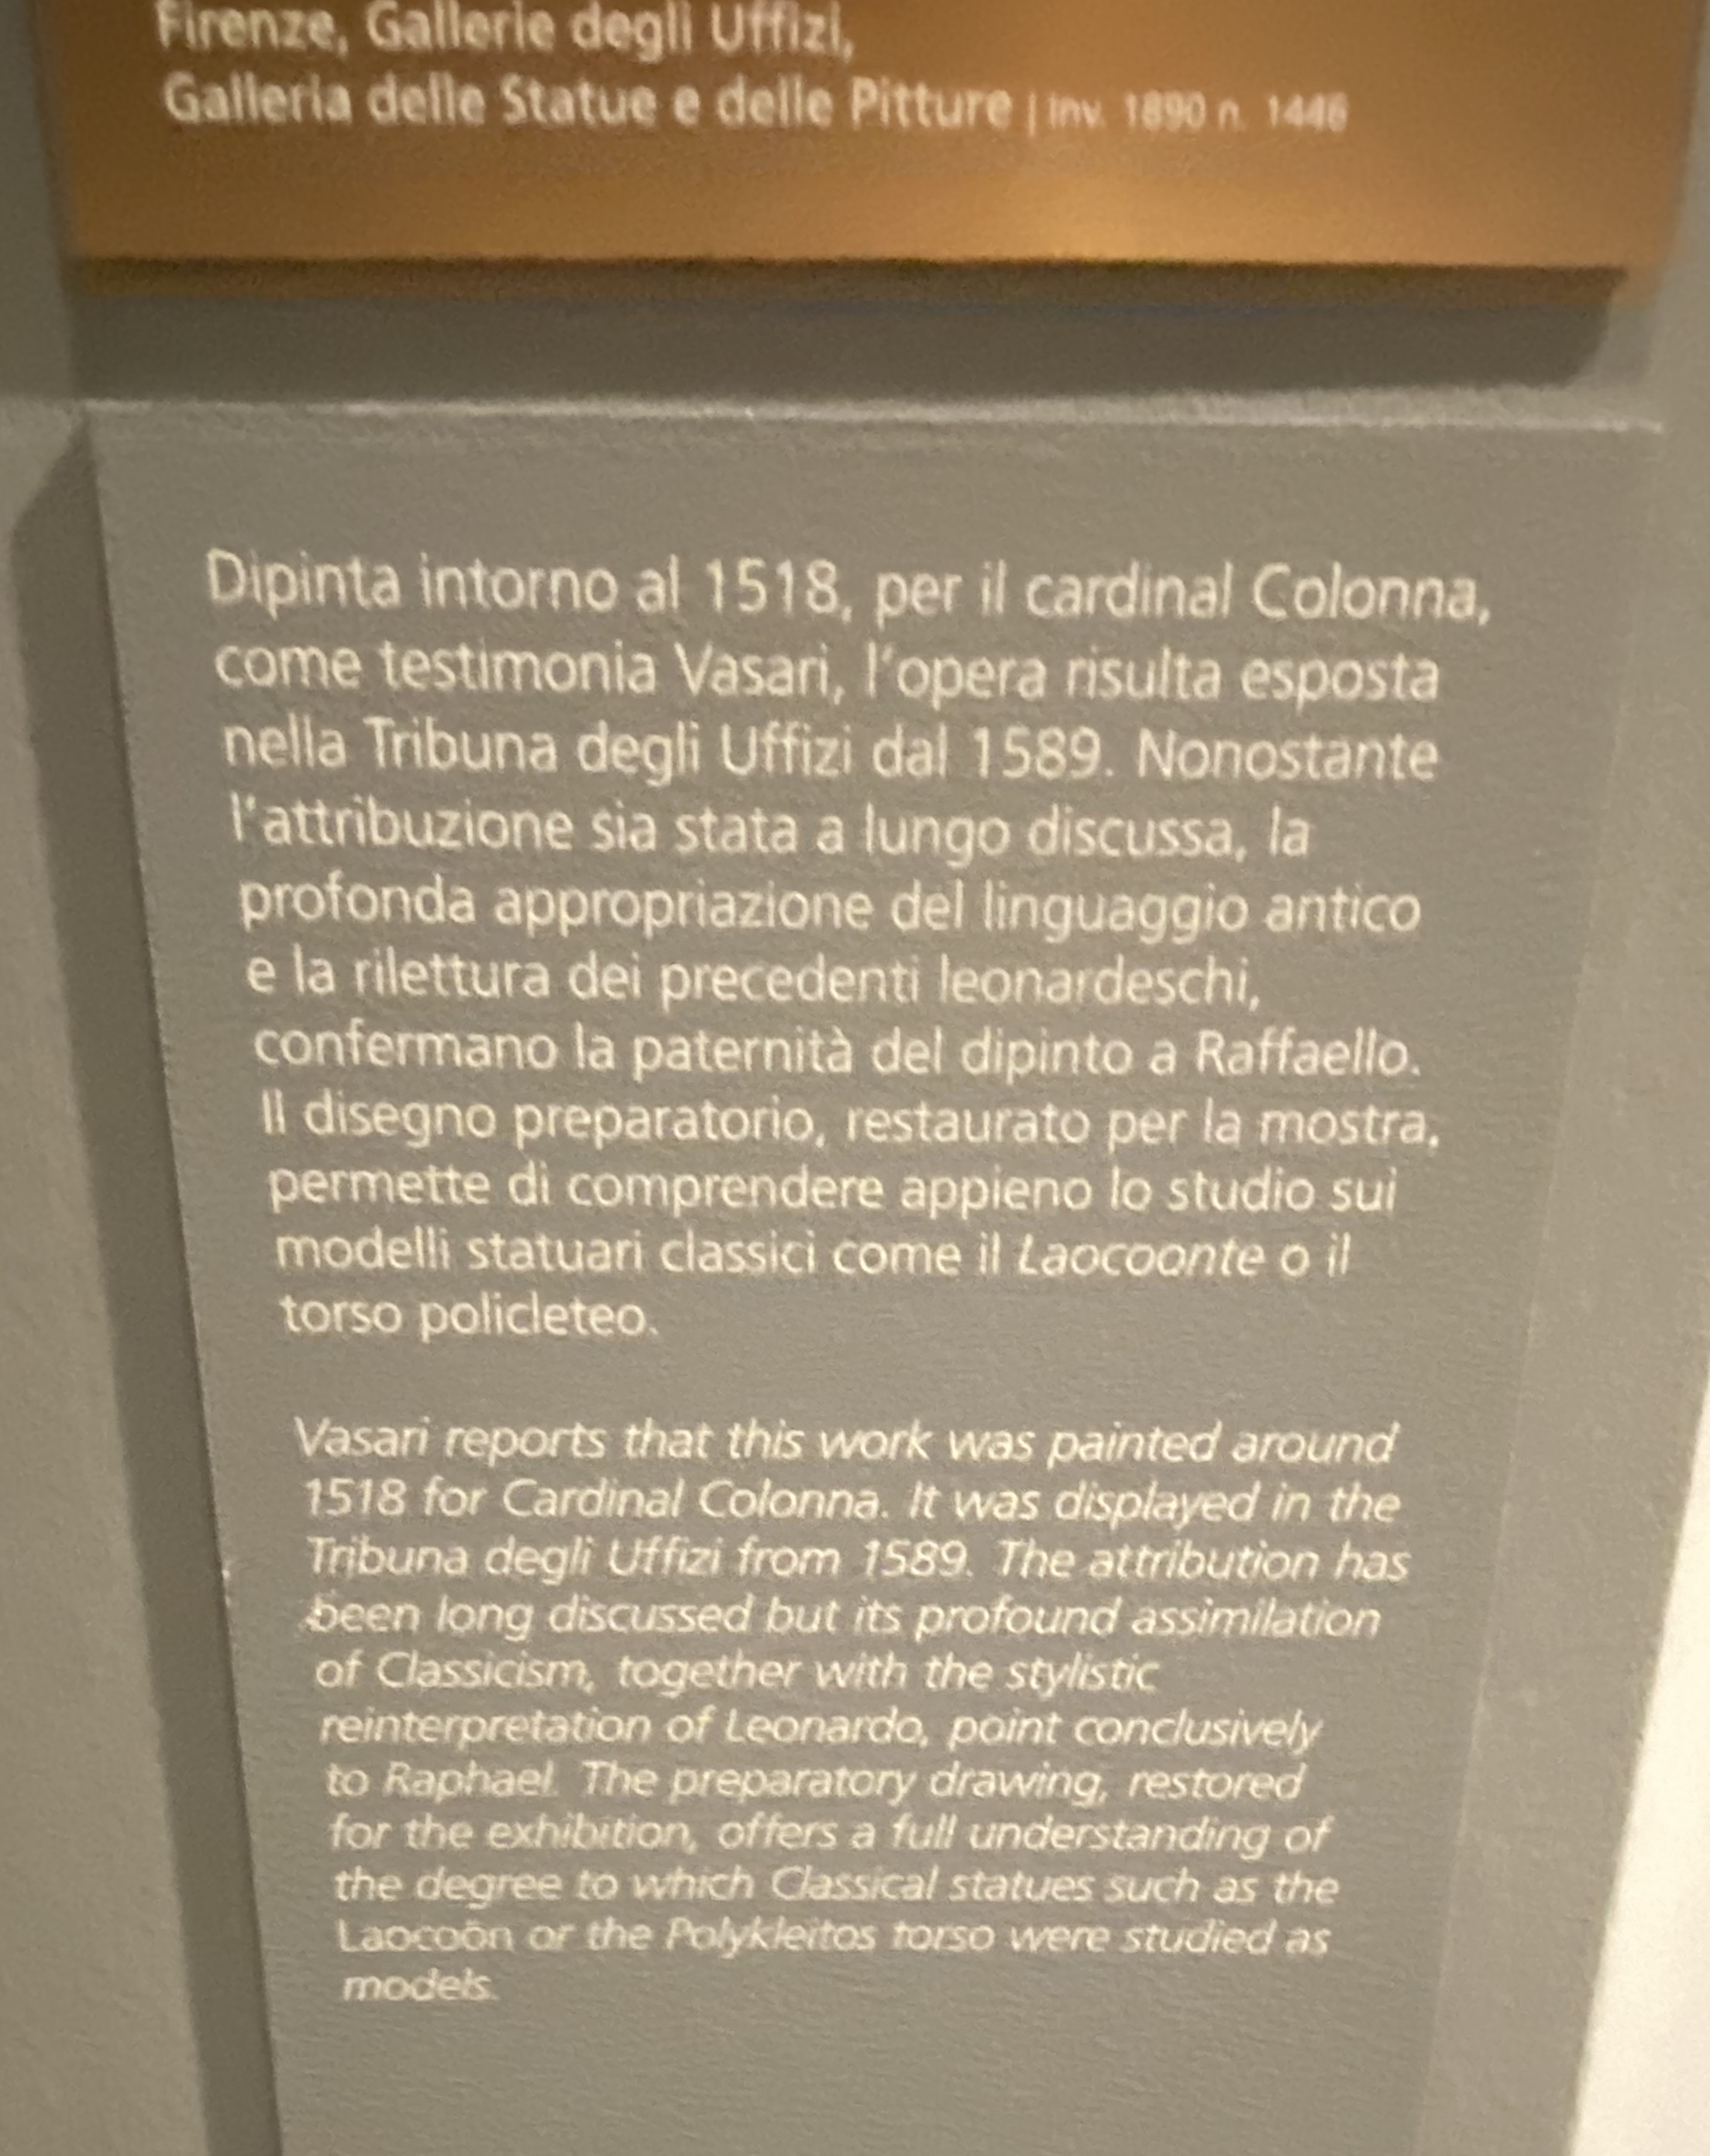 Firenze, Gallerie degli Uffizi,
Galleria delle Statue e delle Pitture | Inv. 1890 n. 1446
Dipinta intorno al 1518, per il cardinal Colonna,
come testimonia Vasari, l'opera risulta esposta
nella Tribuna degli Uffizi dal 1589. Nonostante
l'attribuzione sia stata a lungo discussa, la
profonda appropriazione del linguaggio antico
e la rilettura dei precedenti leonardeschi,
confermano la paternità del dipinto a Raffaello.
Il disegno preparatorio, restaurato per la mostra,
permette di comprendere appieno lo studio sui
modelli statuari classici come il Laocoonte o il
torso policleteo.
Vasari reports that this work was painted around
1518 for Cardinal Colonna. It was displayed in the
Tribuna degli Uffizi from 1589. The attribution has
been long discussed but its profound assimilation
of Classicism, together with the stylistic
reinterpretation of Leonardo, point conclusively
to Raphael. The preparatory drawing, restored
for the exhibition, offers a full understanding of
the degree to which Classical statues such as the
Laocoön or the Polykleitos torso were studied as
models.